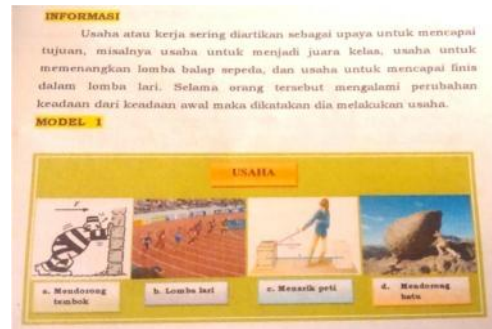 INFORMASI
Usaha atau kerja sering diartikan sebagai upaya untuk mencapai
tujuan, misalnya usaha untuk menjadi juara kelas, usaha untuk
memenangkan lomba balap sepeda, dan usaha untuk mencapai finis
dalam lomba lari. Selama orang tersebut mengalami perubahan
keadaan dari keadaan awal maka dikatakan dia melakukan usaha.
MODEL 1
USAHA
F
a. Mendorong
tembok
b. Lomba lari
c. Menarik peti
d. Mendorong
batu